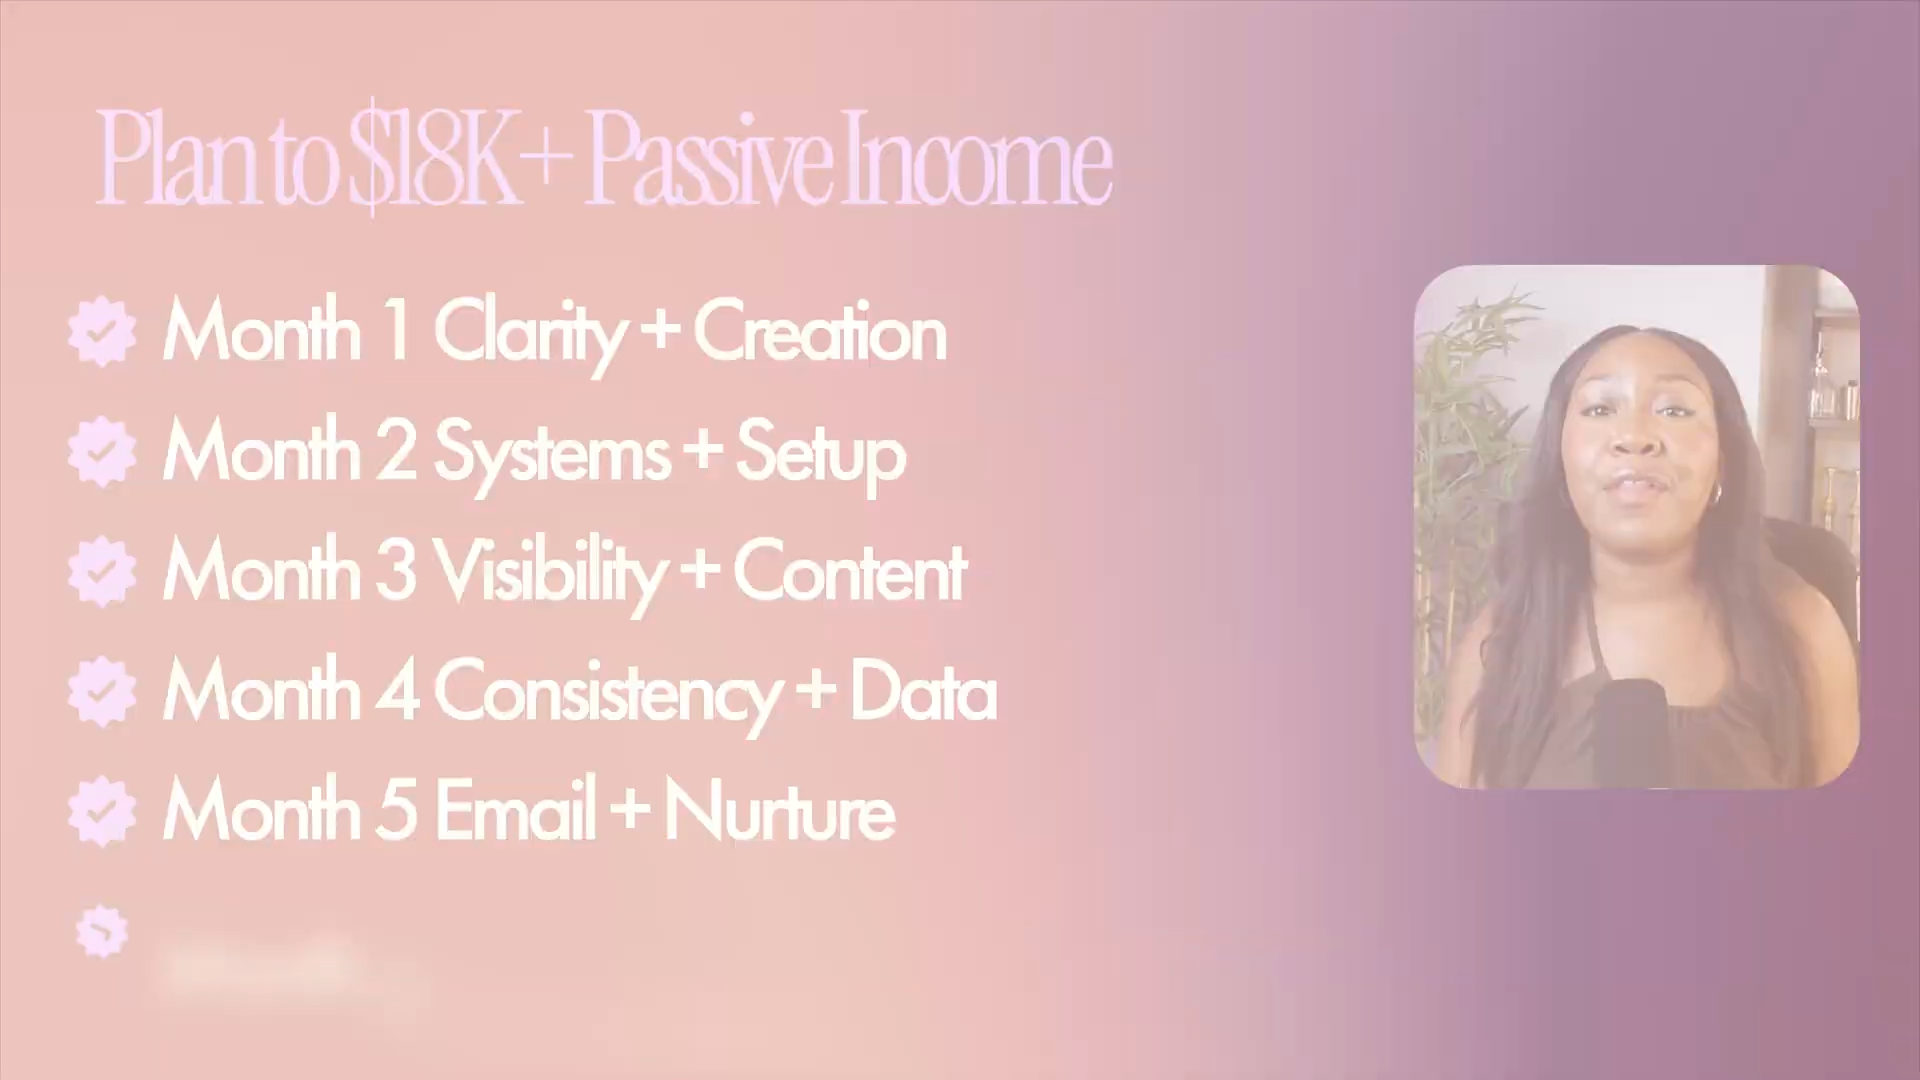 Plan to $18K+ Passive Income
Month 1 Clarity + Creation
Month 2 Systems + Setup
Month 3 Visibility + Content
Month 4 Consistency + Data
Month 5 Email + Nurture